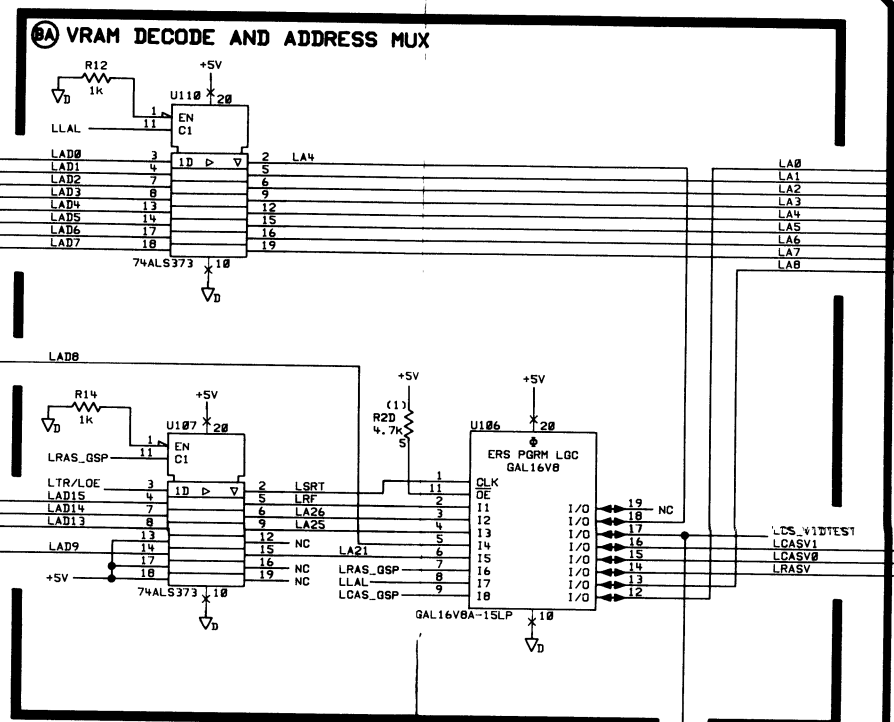 8A VRAM DECODE AND ADDRESS MUX
R12
1k
D
+5V
U110
20
1 EN
LLAL 11 C1
LAD0 3 1D 2 LA4
LAD1 4 5
LAD2 7 6
LAD3 8 9
LAD4 13 12
LAD5 14 15
LAD6 17 16
LAD7 18 19
74ALS373 10
D
LA0
LA1
LA2
LA3
LA4
LA5
LA6
LA7
LA8
LAD8
R14
1k
D
+5V
U107 20
1 EN
LRAS_GSP 11 C1
LTR/LOE 3 1D 2 LSRT
LAD15 4 5 LRF
LAD14 7 6 LA26
LAD13 8 9 LA25
13 12 NC
LAD9 14 15 LA21
17 16 NC
+5V 18 19 NC
74ALS373 10
D
+5V
(1)
R2D
4.7k
5
+5V
U106 20
Φ
ERS PGRM LGC
GAL16V8
1 CLK
11 OE
2 I1 I/O 19 NC
3 I2 I/O 18
4 I3 I/O 17
5 I4 I/O 16 LCASV1
6 I5 I/O 15 LCASV0
LRAS_GSP 7 I6 I/O 14 LRASV
LLAL 8 I7 I/O 13
LCAS_GSP 9 I8 I/O 12
GAL16V8A-15LP 10
D